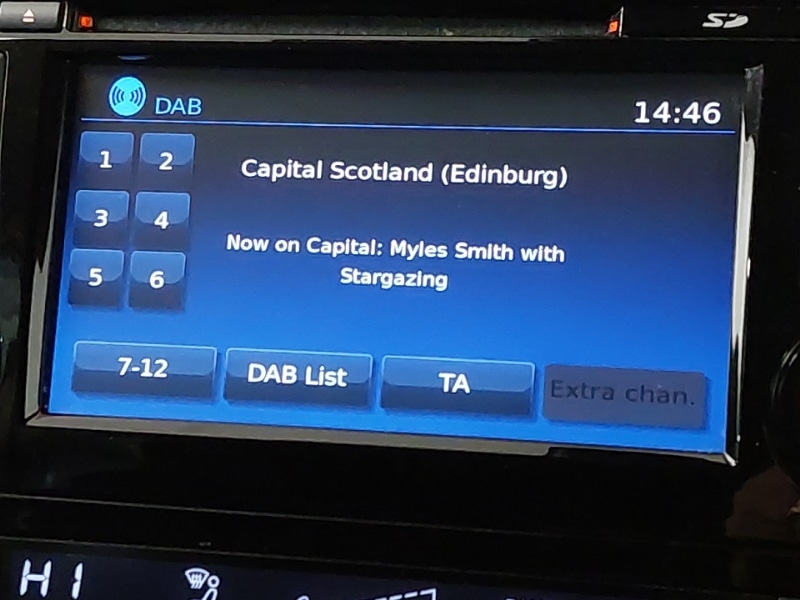 SD
DAB
14:46
1 2
Capital Scotland (Edinburg)
3 4
Now on Capital: Myles Smith with
Stargazing
5 6
7-12 DAB List TA Extra chan.
HI